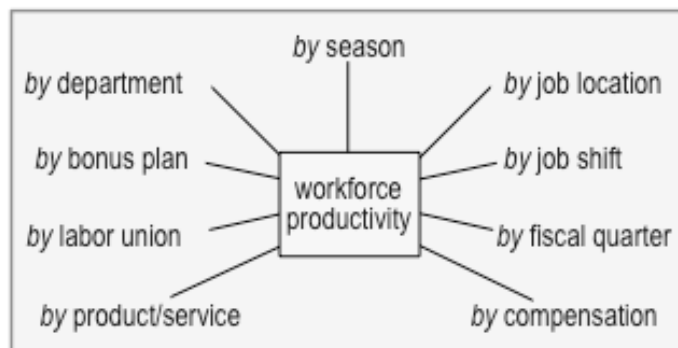 by season
by department
by job location
by bonus plan
by job shift
workforce
productivity
by labor union
by fiscal quarter
by product/service
by compensation